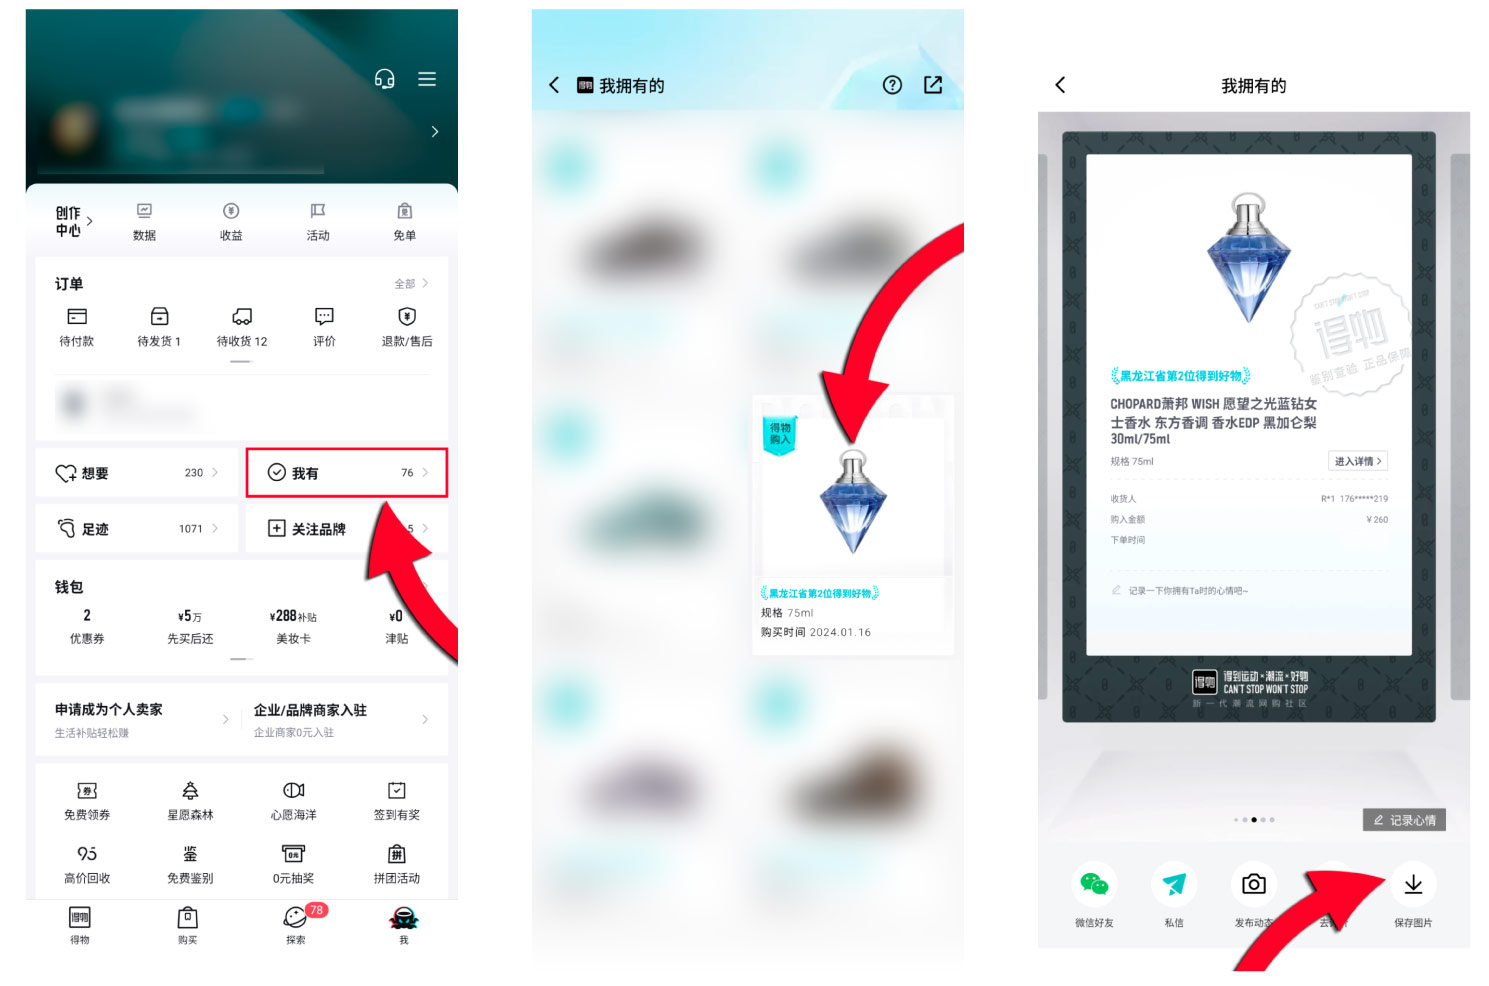 创作
中心
数据
收益
活动
免单
订单
全部
待付款
待发货 1
待收货 12
评价
退款/售后
想要
230
我有
76
足迹
1071
关注品牌
5
钱包
2
¥5万
¥288补贴
¥0
优惠券
先买后还
美妆卡
津贴
申请成为个人卖家
生活补贴轻松赚
企业/品牌商家入驻
企业商家0元入驻
券
免费领券
星愿森林
心愿海洋
签到有奖
95
鉴
0元
拼
高价回收
免费鉴别
0元抽奖
拼团活动
得物
78
得物
购买
探索
我
得物
我拥有的
得物
购入
黑龙江省第2位得到好物
规格 75ml
购买时间 2024.01.16
我拥有的
得物
鉴别查验 正品保障
黑龙江省第2位得到好物
CHOPARD萧邦 WISH 愿望之光蓝钻女
士香水 东方香调 香水EDP 黑加仑梨
30ml/75ml
规格 75ml
进入详情
收货人
R*1 176*****219
购入金额
¥260
下单时间
记录一下你拥有Ta时的心情吧~
得物
得到运动×潮流×好物
CAN'T STOP WON'T STOP
新一代潮流网购社区
记录心情
微信好友
私信
发布动态
保存图片